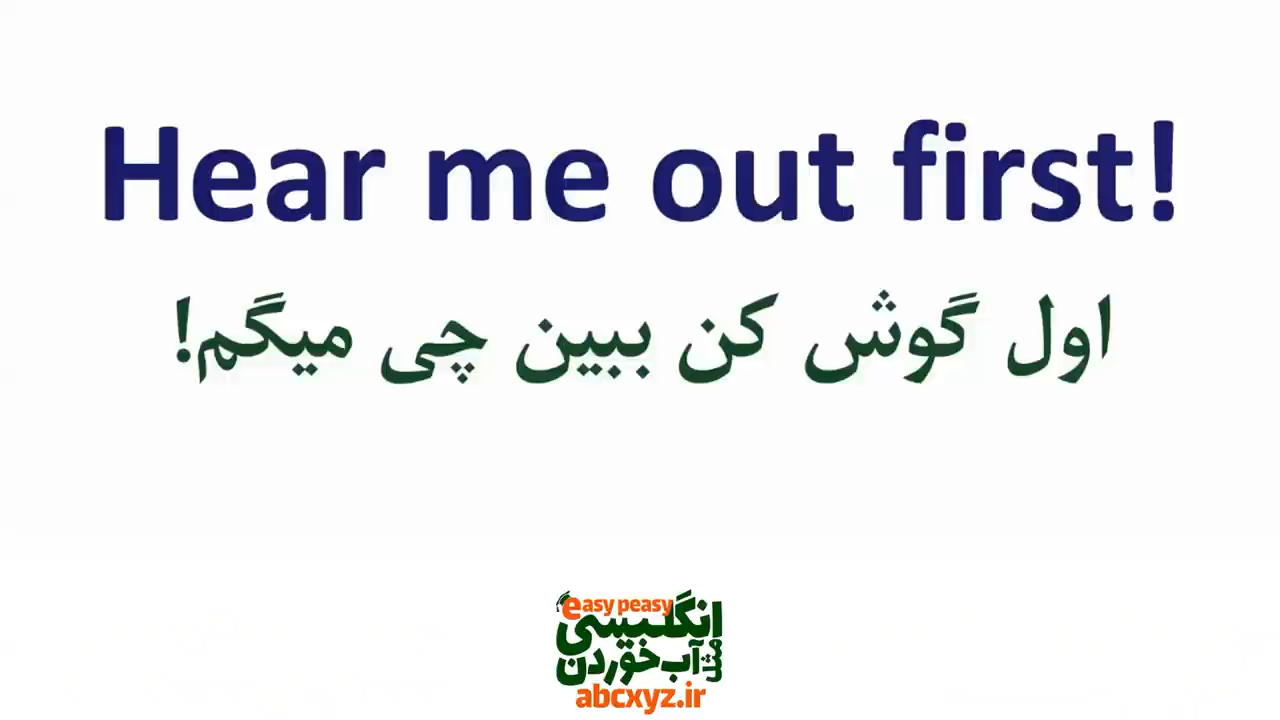 Hear me out first!
اول گوش کن ببین چی میگم!
easy peasy
انگلیسی
مثل آب خوردن
abcxyz.ir